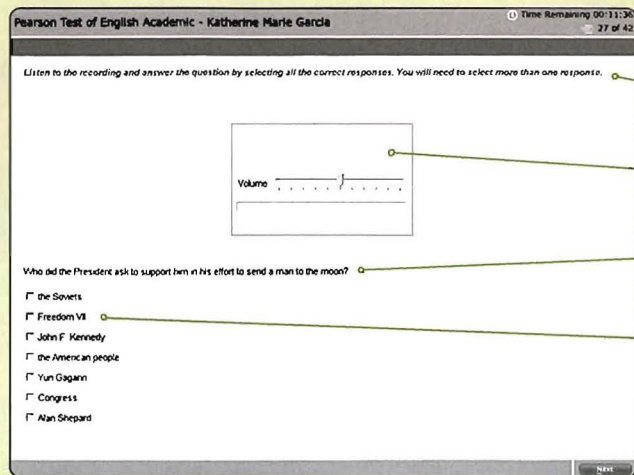 Pearson Test of English Academic - Katherine Marie Garcia
Time Remaining 00:11:36
27 of 42
Listen to the recording and answer the question by selecting all the correct responses. You will need to select more than one response.
Volume
Who did the President ask to support him in his effort to send a man to the moon?
the Soviets
Freedom VII
John F Kennedy
the American people
Yuri Gagarin
Congress
Alan Shepard
Next